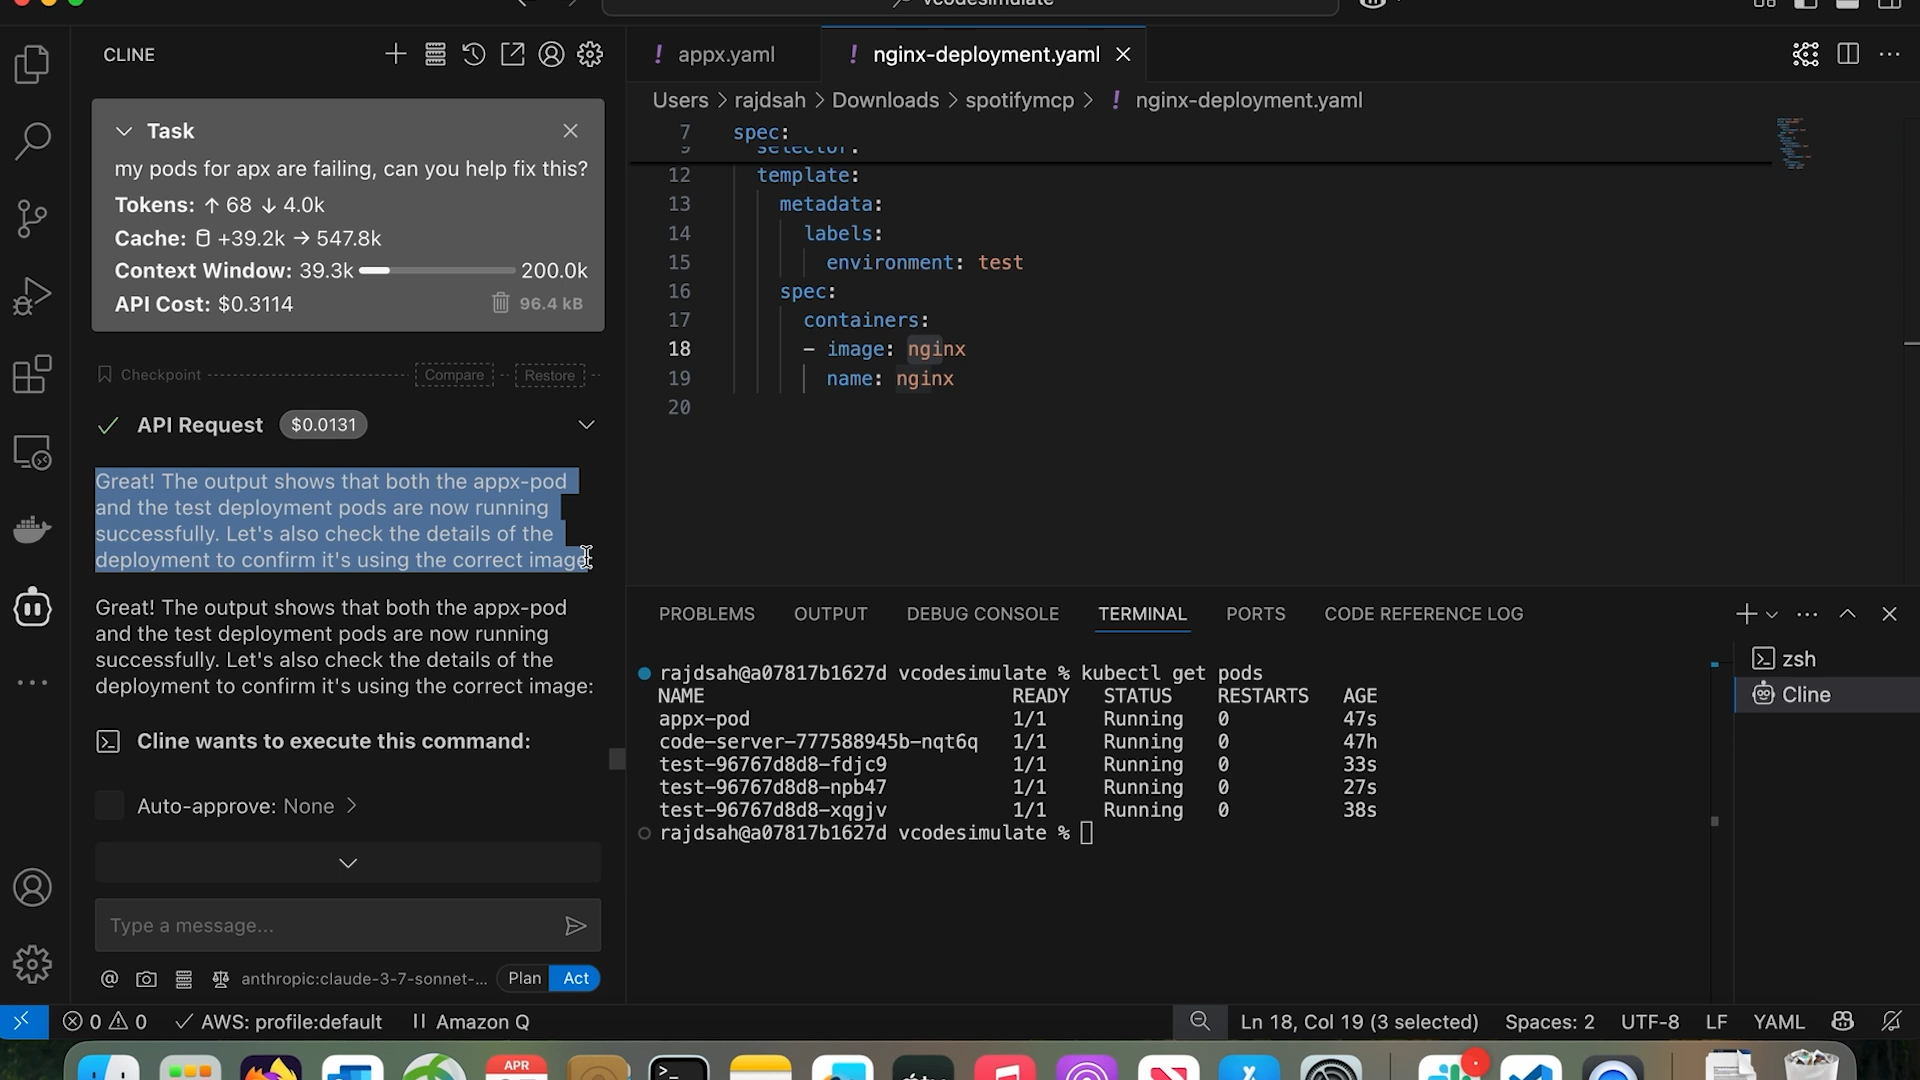 vcodesimulate
CLINE
Task
my pods for apx are failing, can you help fix this?
Tokens: ↑ 68 ↓ 4.0k
Cache: +39.2k → 547.8k
Context Window: 39.3k 200.0k
API Cost: $0.3114 96.4 kB
Checkpoint Compare Restore
API Request $0.0131
Great! The output shows that both the appx-pod
and the test deployment pods are now running
successfully. Let's also check the details of the
deployment to confirm it's using the correct image:
Great! The output shows that both the appx-pod
and the test deployment pods are now running
successfully. Let's also check the details of the
deployment to confirm it's using the correct image:
Cline wants to execute this command:
Auto-approve: None >
Type a message...
@ anthropic:claude-3-7-sonnet-... Plan Act
! appx.yaml ! nginx-deployment.yaml
Users > rajdsah > Downloads > spotifymcp > ! nginx-deployment.yaml
7 spec:
9 selector:
12 template:
13 metadata:
14 labels:
15 environment: test
16 spec:
17 containers:
18 - image: nginx
19 name: nginx
20
PROBLEMS OUTPUT DEBUG CONSOLE TERMINAL PORTS CODE REFERENCE LOG
rajdsah@a07817b1627d vcodesimulate % kubectl get pods
NAME READY STATUS RESTARTS AGE
appx-pod 1/1 Running 0 47s
code-server-777588945b-nqt6q 1/1 Running 0 47h
test-96767d8d8-fdjc9 1/1 Running 0 33s
test-96767d8d8-npb47 1/1 Running 0 27s
test-96767d8d8-xqgjv 1/1 Running 0 38s
rajdsah@a07817b1627d vcodesimulate %
zsh
Cline
0 0 AWS: profile:default Amazon Q Ln 18, Col 19 (3 selected) Spaces: 2 UTF-8 LF YAML
APR